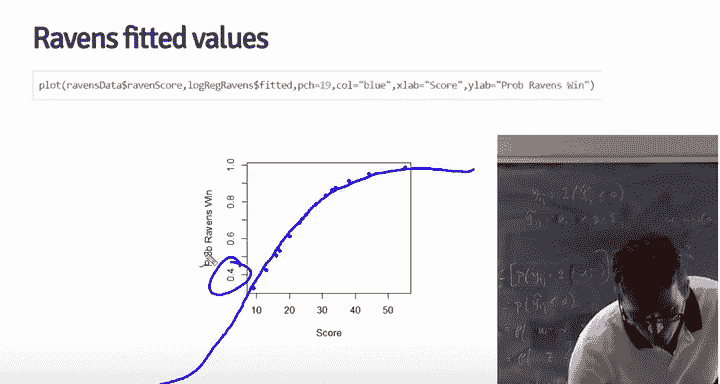 Ravens fitted values
plot(ravensData$ravenScore,logRegRavens$fitted,pch=19,col="blue",xlab="Score",ylab="Prob Ravens Win")
Prob Ravens Win
1.0
0.8
0.6
0.4
10 20 30 40 50
Score